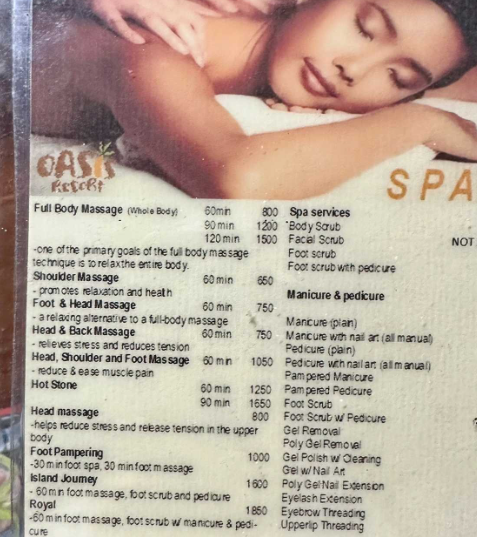 OASIS
RESORT
SPA
Full Body Massage (Whole Body) 60min 800
90 min 1200
120 min 1500
-one of the primary goals of the full body massage
technique is to relax the entire body.
Shoulder Massage 60 min 650
- promotes relaxation and health
Foot & Head Massage 60 min 750
- a relaxing alternative to a full-body massage
Head & Back Massage 60 min 750
- relieves stress and reduces tension
Head, Shoulder and Foot Massage 60 min 1050
- reduce & ease muscle pain
Hot Stone 60 min 1250
90 min 1650
Head massage 800
-helps reduce stress and release tension in the upper
body
Foot Pampering 1000
-30 min foot spa, 30 min foot massage
Island Journey 1600
- 60 min foot massage, foot scrub and pedicure
Royal 1850
-60 min foot massage, foot scrub w/ manicure & pedi-
cure
Spa services
Body Scrub
Facial Scrub
Foot scrub
Foot scrub with pedicure
Manicure & pedicure
Manicure (plain)
Manicure with nail art (all manual)
Pedicure (plain)
Pedicure with nail art (all manual)
Pampered Manicure
Pampered Pedicure
Foot Scrub
Foot Scrub w/ Pedicure
Gel Removal
Poly Gel Removal
Gel Polish w/ Cleaning
Gel w/ Nail Art
Poly Gel Nail Extension
Eyelash Extension
Eyebrow Threading
Upperlip Threading
NOT